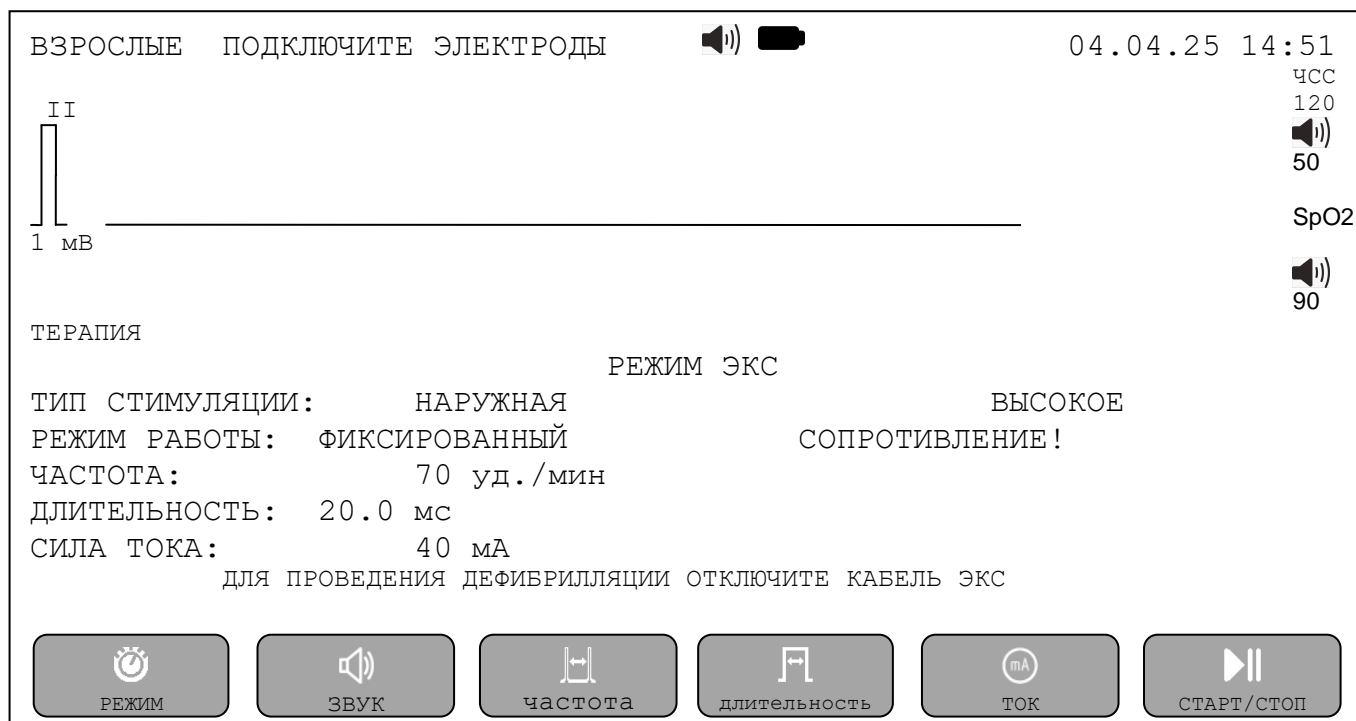 ВЗРОСЛЫЕ ПОДКЛЮЧИТЕ ЭЛЕКТРОДЫ 04.04.25 14:51
ЧСС
II 120
50
SpO2
1 мВ
90
ТЕРАПИЯ
РЕЖИМ ЭКС
ТИП СТИМУЛЯЦИИ: НАРУЖНАЯ ВЫСОКОЕ
РЕЖИМ РАБОТЫ: ФИКСИРОВАННЫЙ СОПРОТИВЛЕНИЕ!
ЧАСТОТА: 70 уд./мин
ДЛИТЕЛЬНОСТЬ: 20.0 мс
СИЛА ТОКА: 40 мА
ДЛЯ ПРОВЕДЕНИЯ ДЕФИБРИЛЛЯЦИИ ОТКЛЮЧИТЕ КАБЕЛЬ ЭКС
mA
РЕЖИМ ЗВУК частота длительность ТОК СТАРТ/СТОП